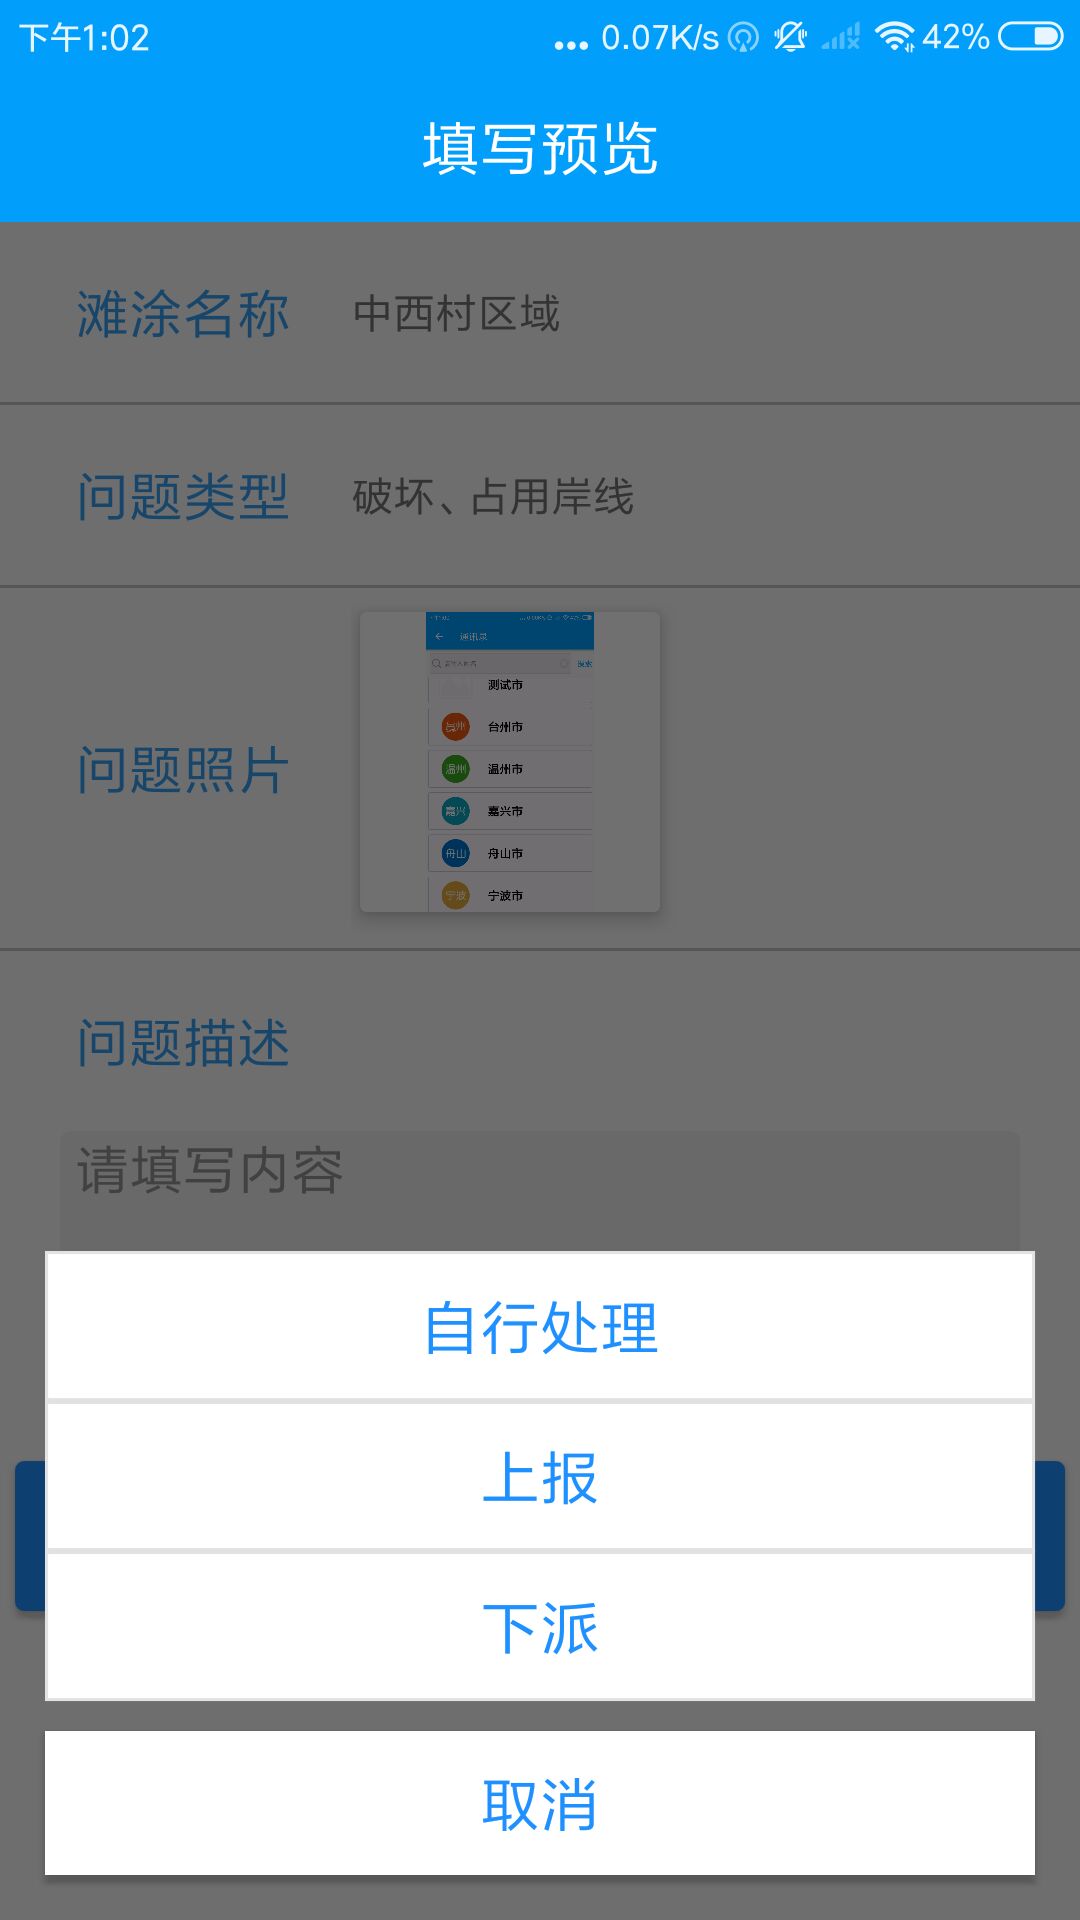 下午1:02
... 0.07K/s 42%
填写预览
滩涂名称 中西村区域
问题类型 破坏、占用岸线
问题照片
通讯录
搜索
测试市
台州市
温州 温州市
嘉兴 嘉兴市
舟山 舟山市
宁波 宁波市
问题描述
请填写内容
自行处理
上报
下派
取消